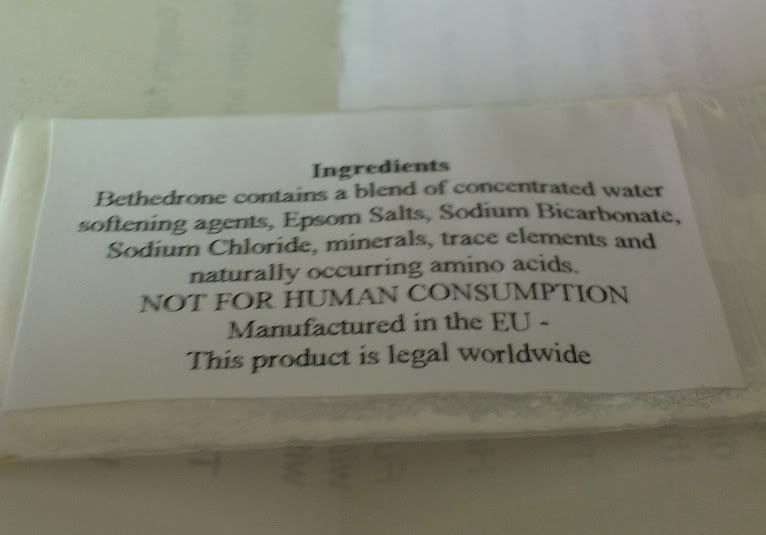 Ingredients
Bethedrone contains a blend of concentrated water
softening agents, Epsom Salts, Sodium Bicarbonate,
Sodium Chloride, minerals, trace elements and
naturally occurring amino acids.
NOT FOR HUMAN CONSUMPTION
Manufactured in the EU -
This product is legal worldwide